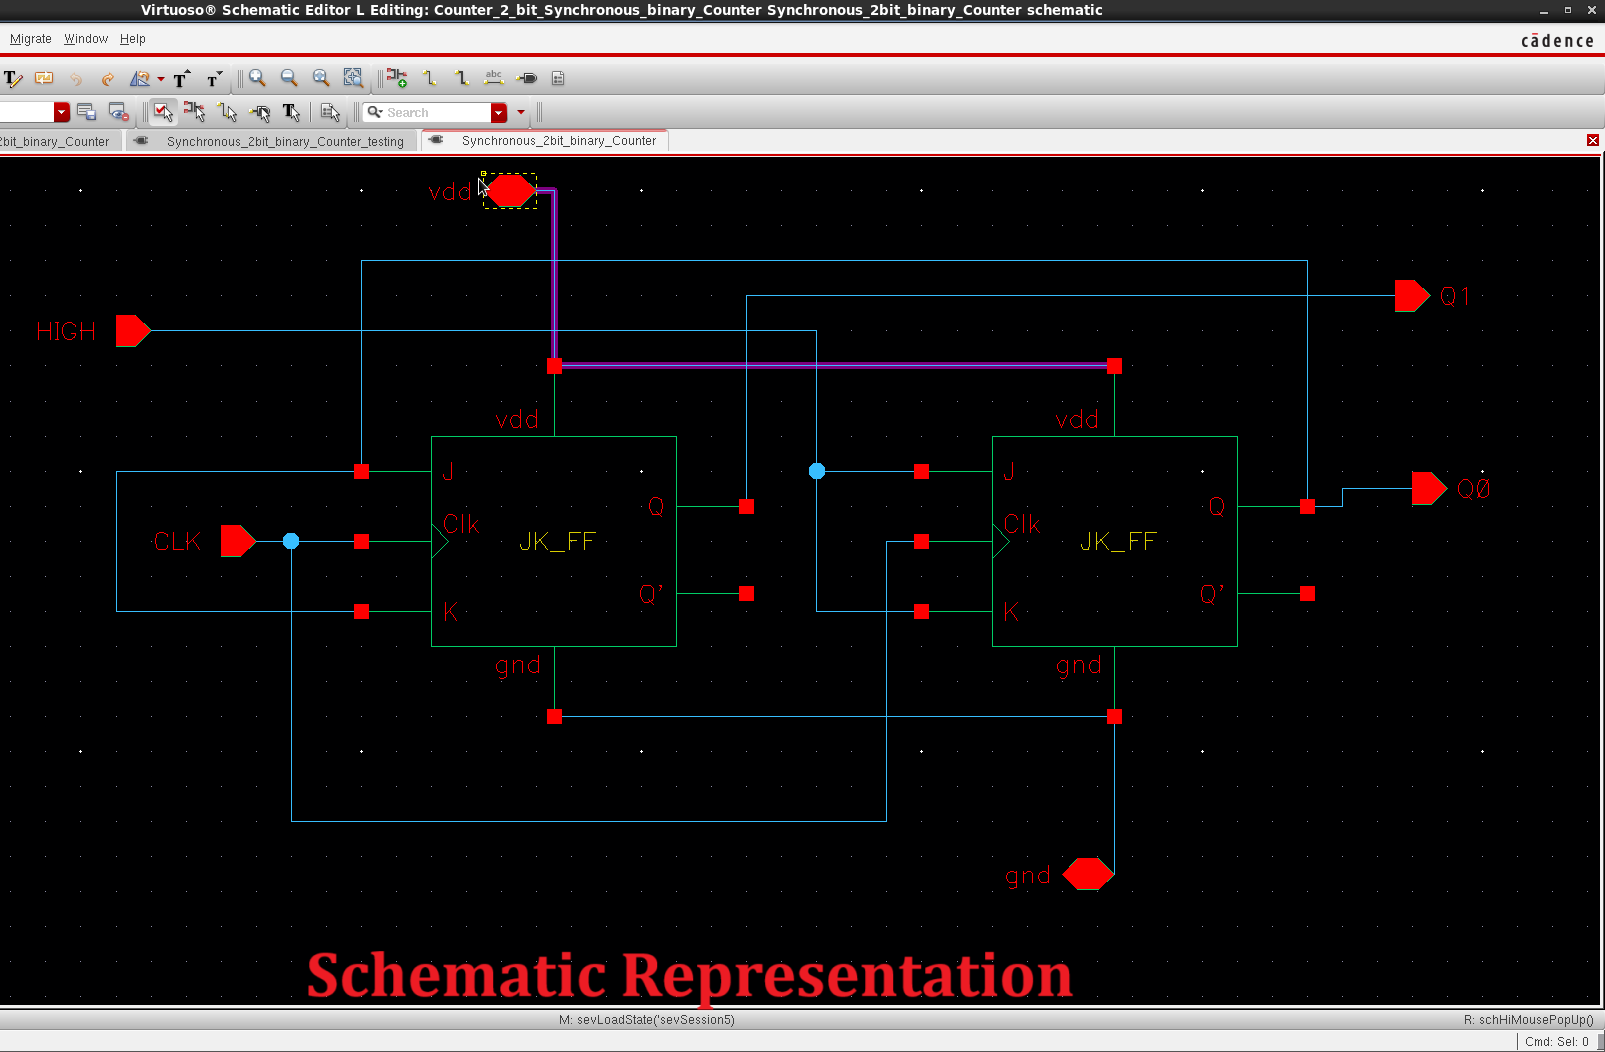 Virtuoso® Schematic Editor L Editing: Counter_2_bit_Synchronous_binary_Counter Synchronous_2bit_binary_Counter schematic
Migrate Window Help
cādence
T T T
abc
T Search
2bit_binary_Counter Synchronous_2bit_binary_Counter_testing Synchronous_2bit_binary_Counter
vdd
Q1
HIGH
vdd vdd
J J
Q Q Q0
Clk Clk
CLK JK_FF JK_FF
Q' Q'
K K
gnd gnd
gnd
Schematic Representation
M: sevLoadState('sevSession5) R: schHiMousePopUp()
Cmd: Sel: 0